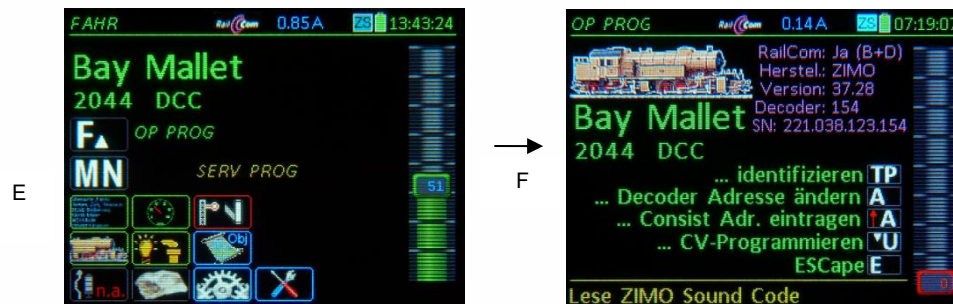 E
FAHR RailCom 0.85A ZS 13:43:24
Bay Mallet
2044 DCC
F▲ OP PROG
MN SERV PROG
51
Obj
n.a.
F
OP PROG RailCom 0.14A ZS 07:19:07
RailCom: Ja (B+D)
Herstel.: ZIMO
Version: 37.28
Decoder: 154
SN: 221.038.123.154
Bay Mallet
2044 DCC
... identifizieren TP
... Decoder Adresse ändern A
... Consist Adr. eintragen ↑A
... CV-Programmieren ▼U
ESCape E
0
Lese ZIMO Sound Code